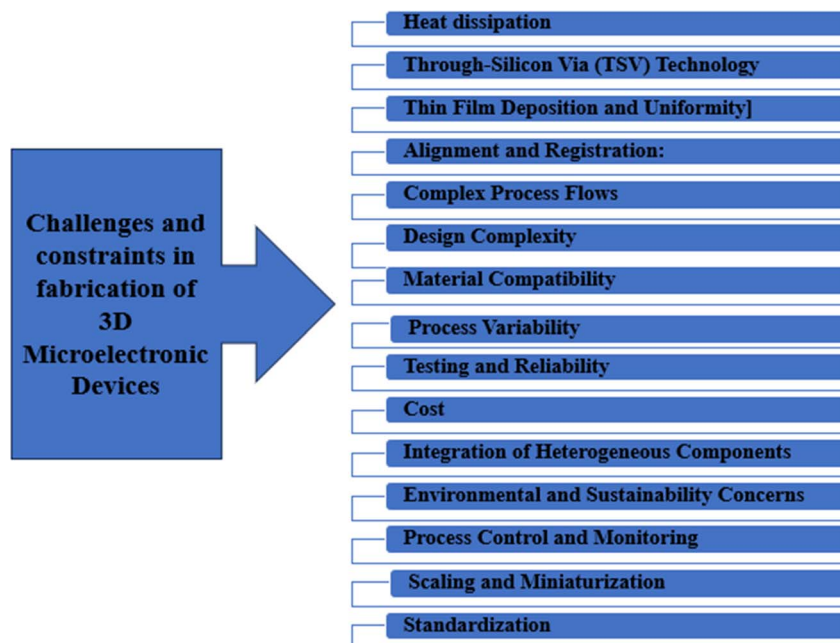 Challenges and
constraints in
fabrication of
3D
Microelectronic
Devices
Heat dissipation
Through-Silicon Via (TSV) Technology
Thin Film Deposition and Uniformity]
Alignment and Registration:
Complex Process Flows
Design Complexity
Material Compatibility
Process Variability
Testing and Reliability
Cost
Integration of Heterogeneous Components
Environmental and Sustainability Concerns
Process Control and Monitoring
Scaling and Miniaturization
Standardization